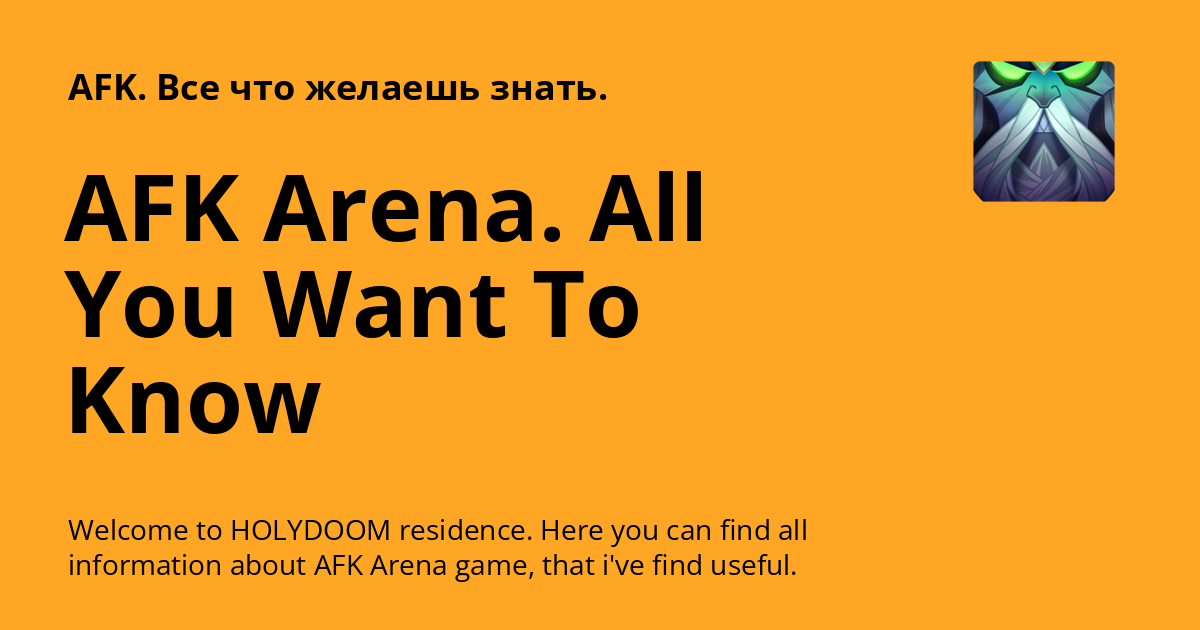 AFK. Все что желаешь знать.
AFK Arena. All
You Want To
Know
Welcome to HOLYDOOM residence. Here you can find all
information about AFK Arena game, that i've find useful.